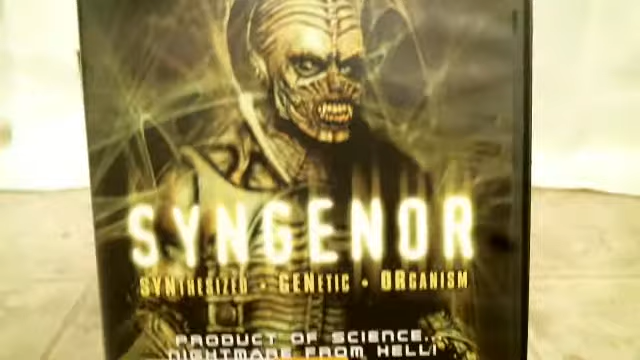 SYNGENOR
SYNTHESIZED • GENETIC • ORGANISM
PRODUCT OF SCIENCE..
NIGHTMARE FROM HELL!